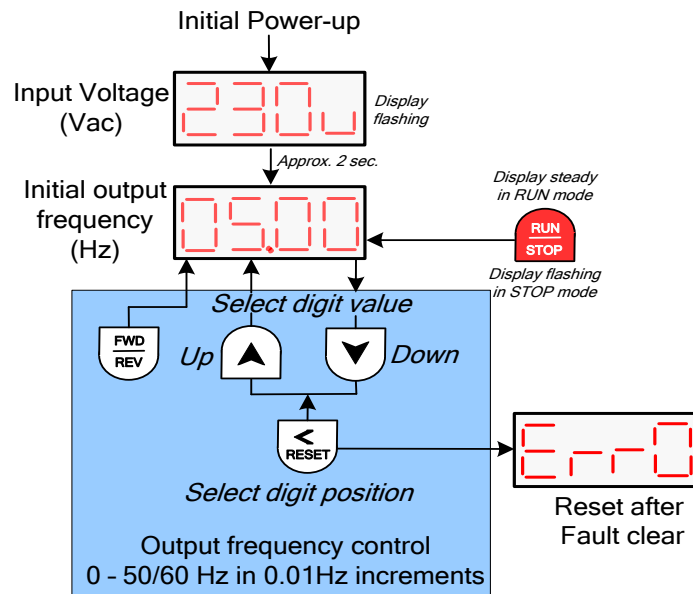 Initial Power-up
Input Voltage
(Vac)
230u
Display
flashing
Approx. 2 sec.
Initial output
frequency
(Hz)
05.00
Display steady
in RUN mode
RUN
STOP
Display flashing
in STOP mode
Select digit value
FWD
REV
Up
Down
<
RESET
Select digit position
Err0
Reset after
Fault clear
Output frequency control
0 - 50/60 Hz in 0.01Hz increments